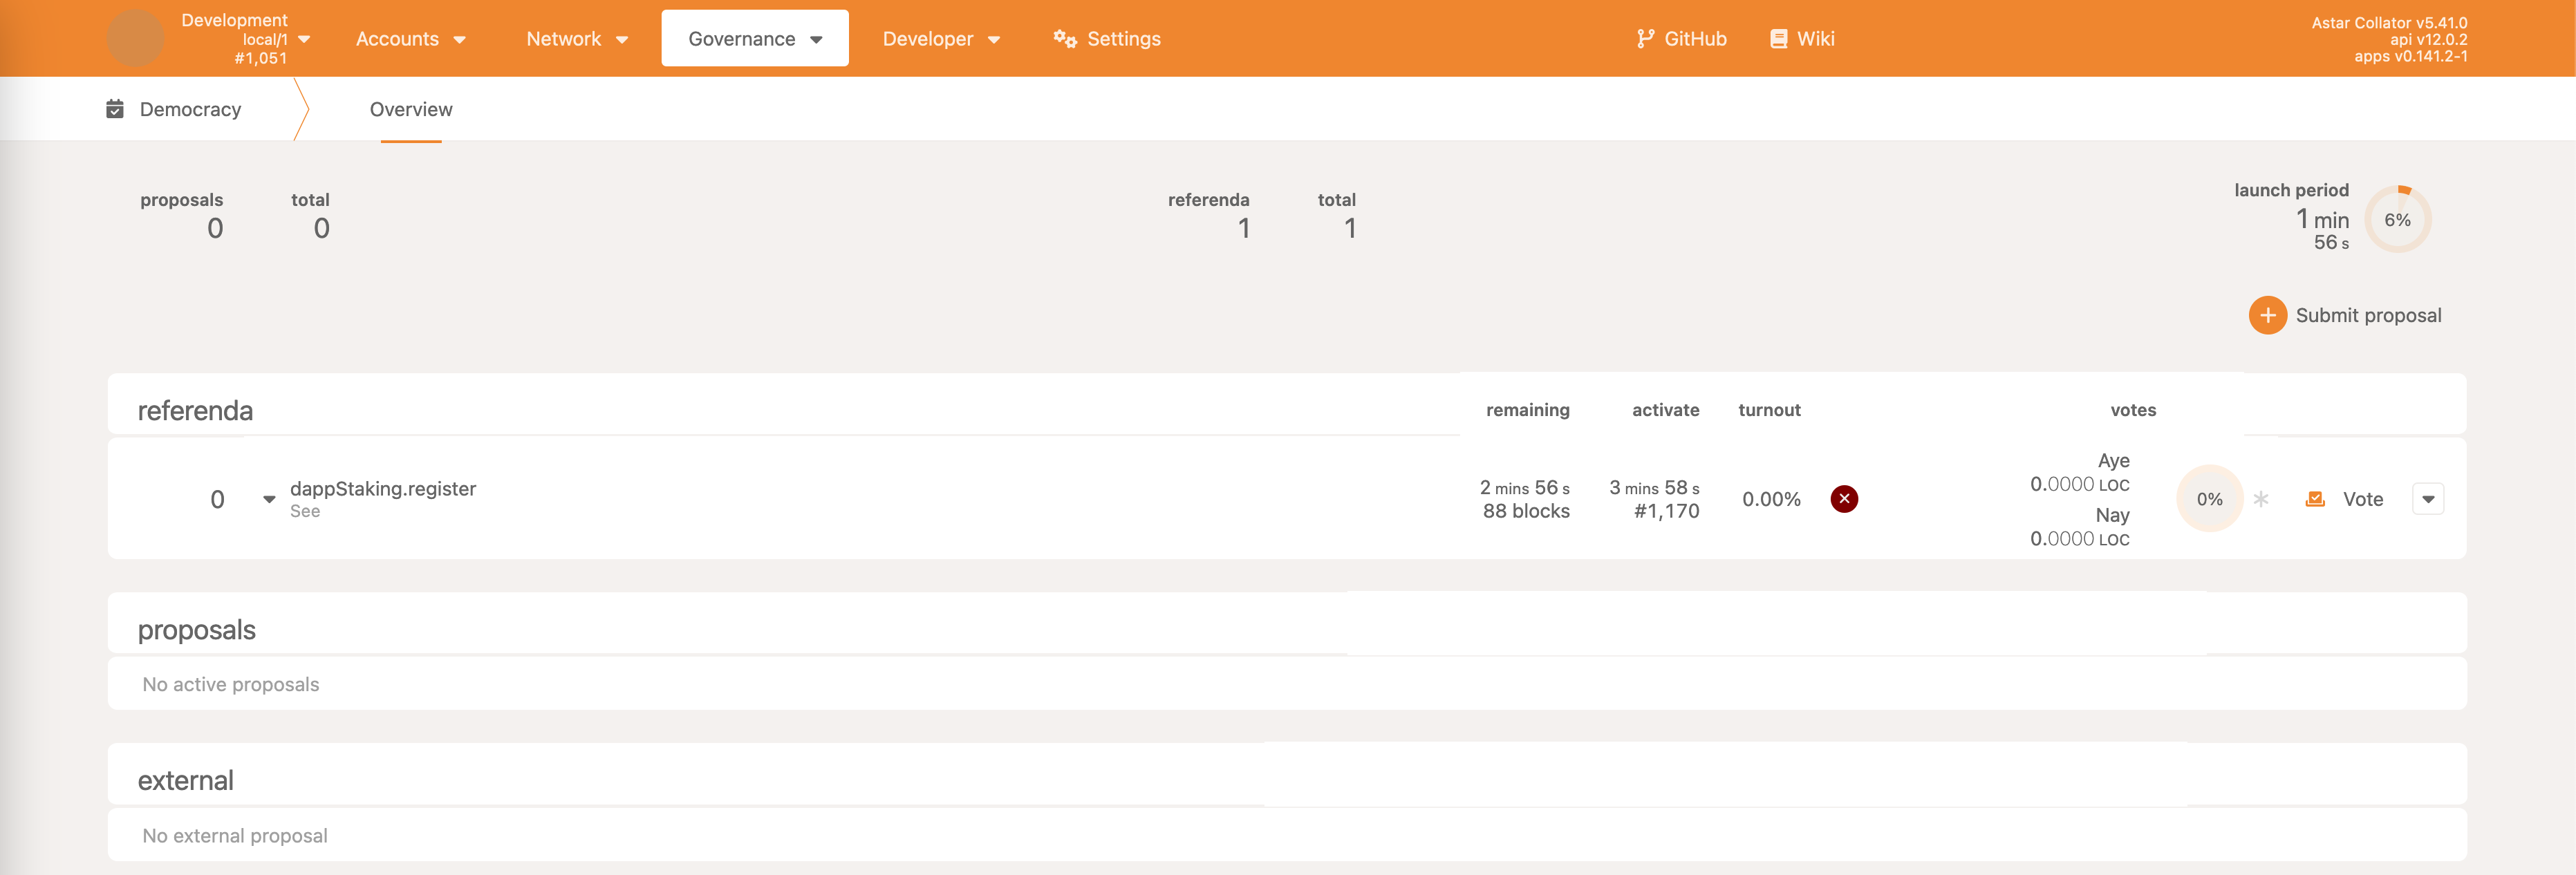 Development
local/1
#1,051
Accounts
Network
Governance
Developer
Settings
GitHub
Wiki
Astar Collator v5.41.0
api v12.0.2
apps v0.141.2-1
Democracy
Overview
proposals
0
total
0
referenda
1
total
1
launch period
1 min
56 s
6%
Submit proposal
referenda
remaining
activate
turnout
votes
0
dappStaking.register
See
2 mins 56 s
88 blocks
3 mins 58 s
#1,170
0.00%
Aye
0.0000 LOC
Nay
0.0000 LOC
0%
Vote
proposals
No active proposals
external
No external proposal